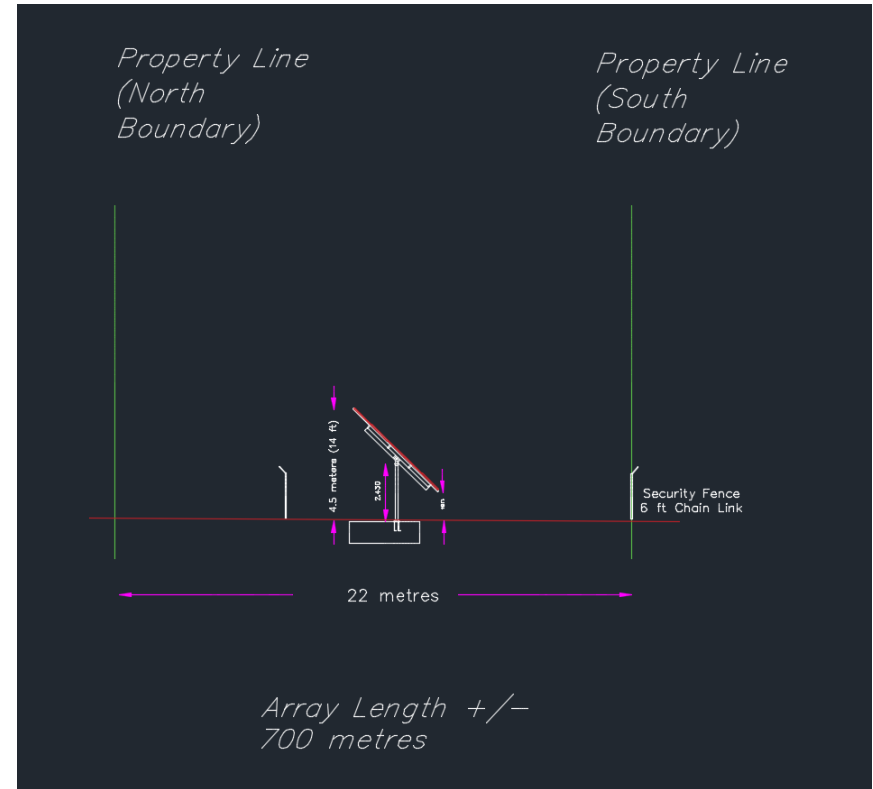 Property Line
(North
Boundary)
Property Line
(South
Boundary)
4.5 meters (14 ft)
2.430
Security Fence
6 ft Chain Link
22 metres
Array Length +/-
700 metres